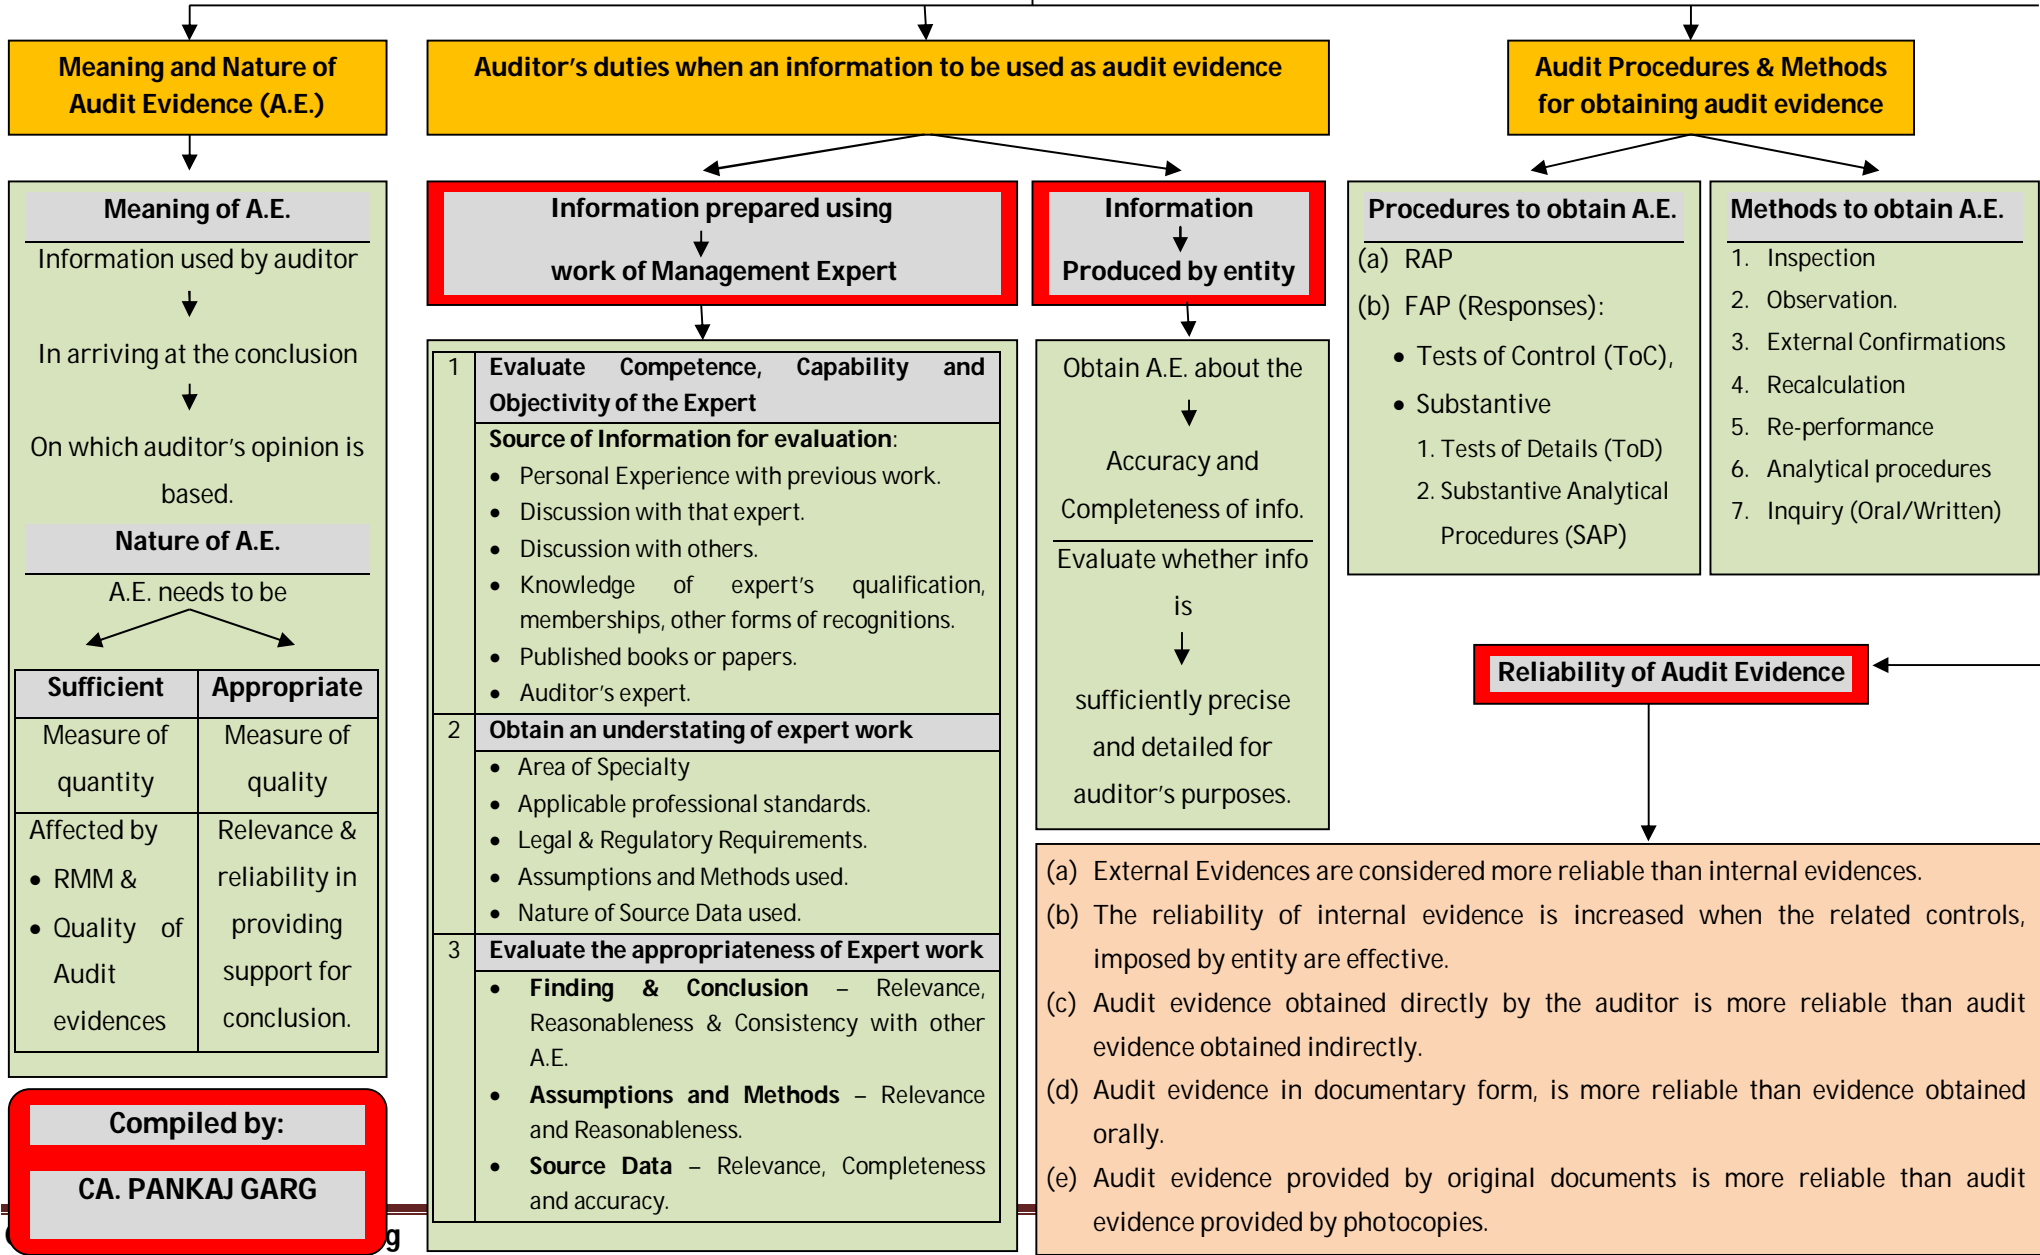 Meaning and Nature of
Audit Evidence (A.E.)
Meaning of A.E.
Information used by auditor
In arriving at the conclusion
On which auditor's opinion is
based.
Nature of A.E.
A.E. needs to be
Sufficient
Appropriate
Measure of
quantity
Measure of
quality
Affected by
• RMM &
• Quality of
Audit
evidences
Relevance &
reliability in
providing
support for
conclusion.
Compiled by:
CA. PANKAJ GARG
g
Auditor's duties when an information to be used as audit evidence
Information prepared using
work of Management Expert
1 Evaluate Competence, Capability and
Objectivity of the Expert
Source of Information for evaluation:
• Personal Experience with previous work.
• Discussion with that expert.
• Discussion with others.
• Knowledge of expert's qualification,
memberships, other forms of recognitions.
• Published books or papers.
• Auditor's expert.
2 Obtain an understating of expert work
• Area of Specialty
• Applicable professional standards.
• Legal & Regulatory Requirements.
• Assumptions and Methods used.
• Nature of Source Data used.
3 Evaluate the appropriateness of Expert work
• Finding & Conclusion – Relevance,
Reasonableness & Consistency with other
A.E.
• Assumptions and Methods – Relevance
and Reasonableness.
• Source Data – Relevance, Completeness
and accuracy.
Information
Produced by entity
Obtain A.E. about the
Accuracy and
Completeness of info.
Evaluate whether info
is
sufficiently precise
and detailed for
auditor's purposes.
Audit Procedures & Methods
for obtaining audit evidence
Procedures to obtain A.E.
(a) RAP
(b) FAP (Responses):
• Tests of Control (ToC),
• Substantive
1. Tests of Details (ToD)
2. Substantive Analytical
Procedures (SAP)
Methods to obtain A.E.
1. Inspection
2. Observation.
3. External Confirmations
4. Recalculation
5. Re-performance
6. Analytical procedures
7. Inquiry (Oral/Written)
Reliability of Audit Evidence
(a) External Evidences are considered more reliable than internal evidences.
(b) The reliability of internal evidence is increased when the related controls,
imposed by entity are effective.
(c) Audit evidence obtained directly by the auditor is more reliable than audit
evidence obtained indirectly.
(d) Audit evidence in documentary form, is more reliable than evidence obtained
orally.
(e) Audit evidence provided by original documents is more reliable than audit
evidence provided by photocopies.